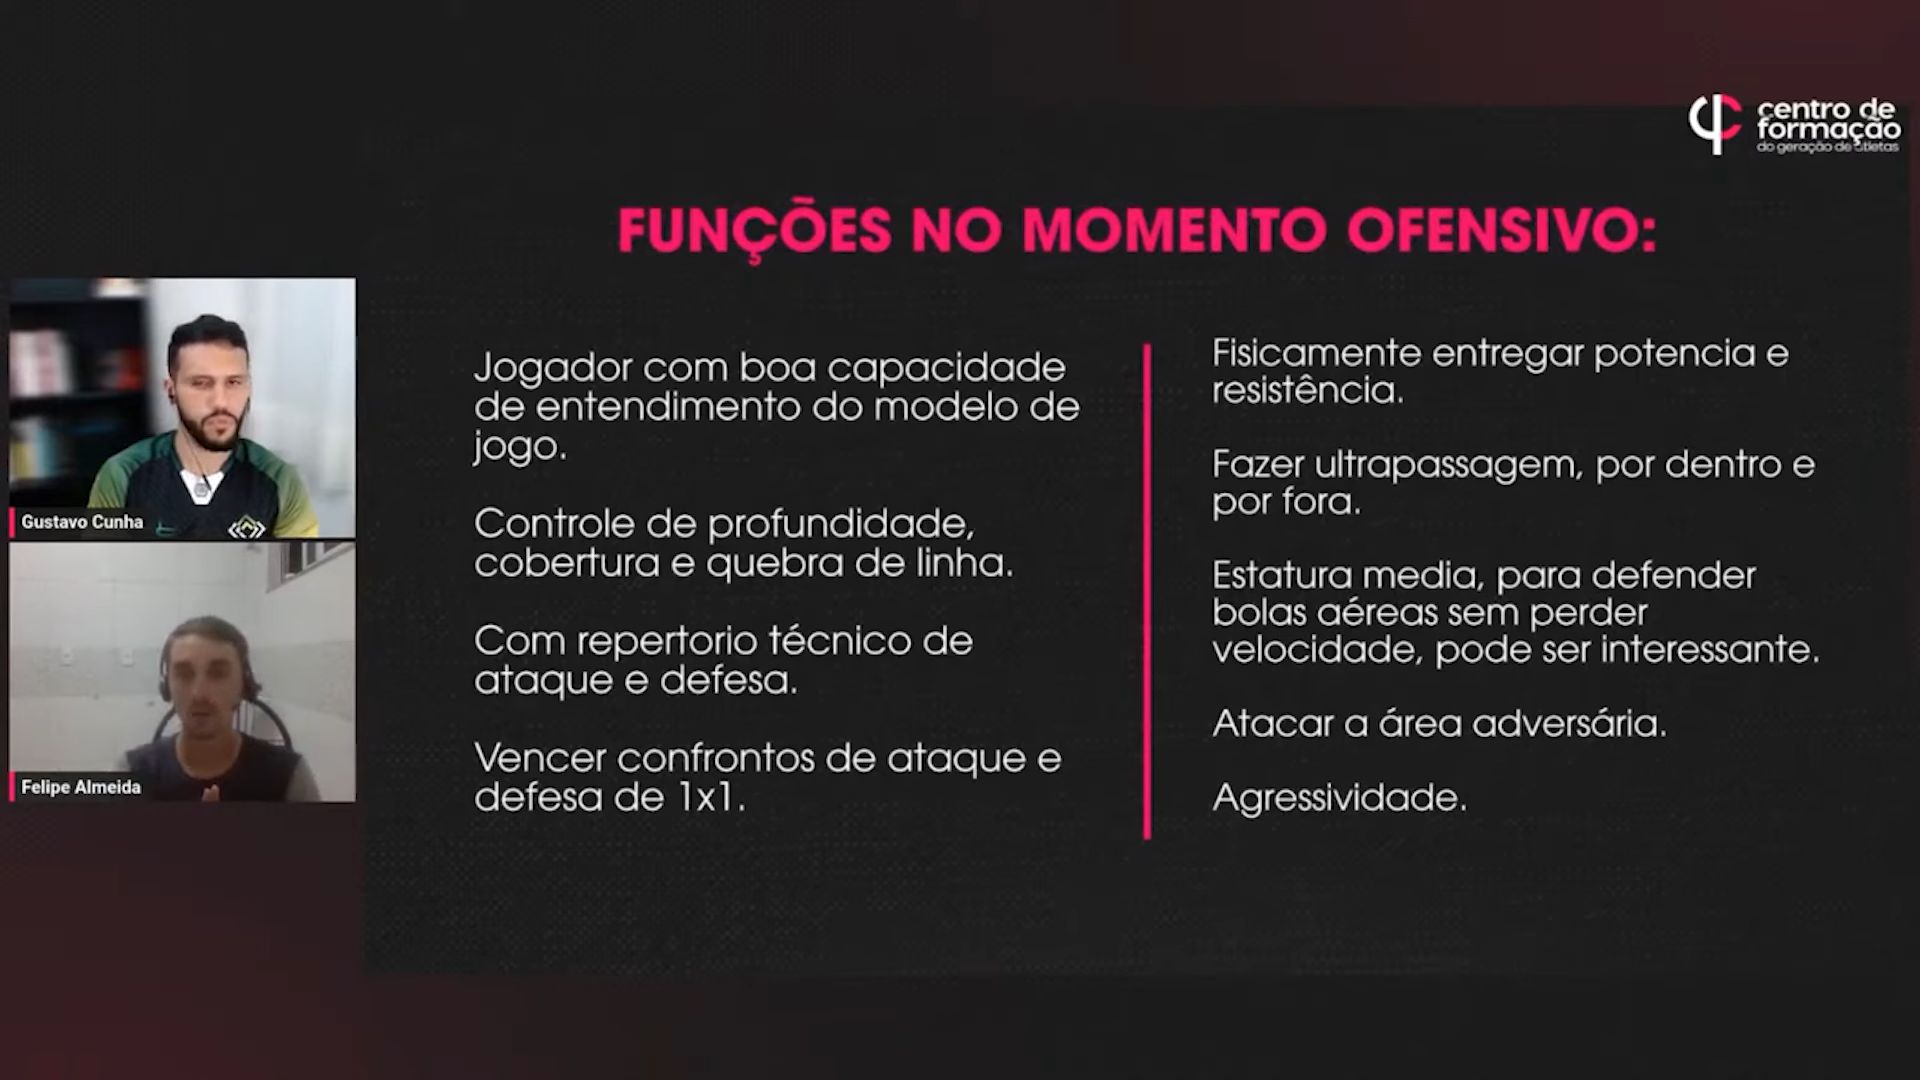 centro de
formação
do geração de atletas
FUNÇÕES NO MOMENTO OFENSIVO:
Gustavo Cunha
Felipe Almeida
Jogador com boa capacidade
de entendimento do modelo de
jogo.
Controle de profundidade,
cobertura e quebra de linha.
Com repertorio técnico de
ataque e defesa.
Vencer confrontos de ataque e
defesa de 1x1.
Fisicamente entregar potencia e
resistência.
Fazer ultrapassagem, por dentro e
por fora.
Estatura media, para defender
bolas aéreas sem perder
velocidade, pode ser interessante.
Atacar a área adversária.
Agressividade.